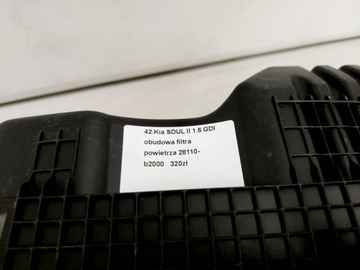 42.Kia SOUL II 1.6 GDI
obudowa filtra
powietrza 28110-
b2000 320zł